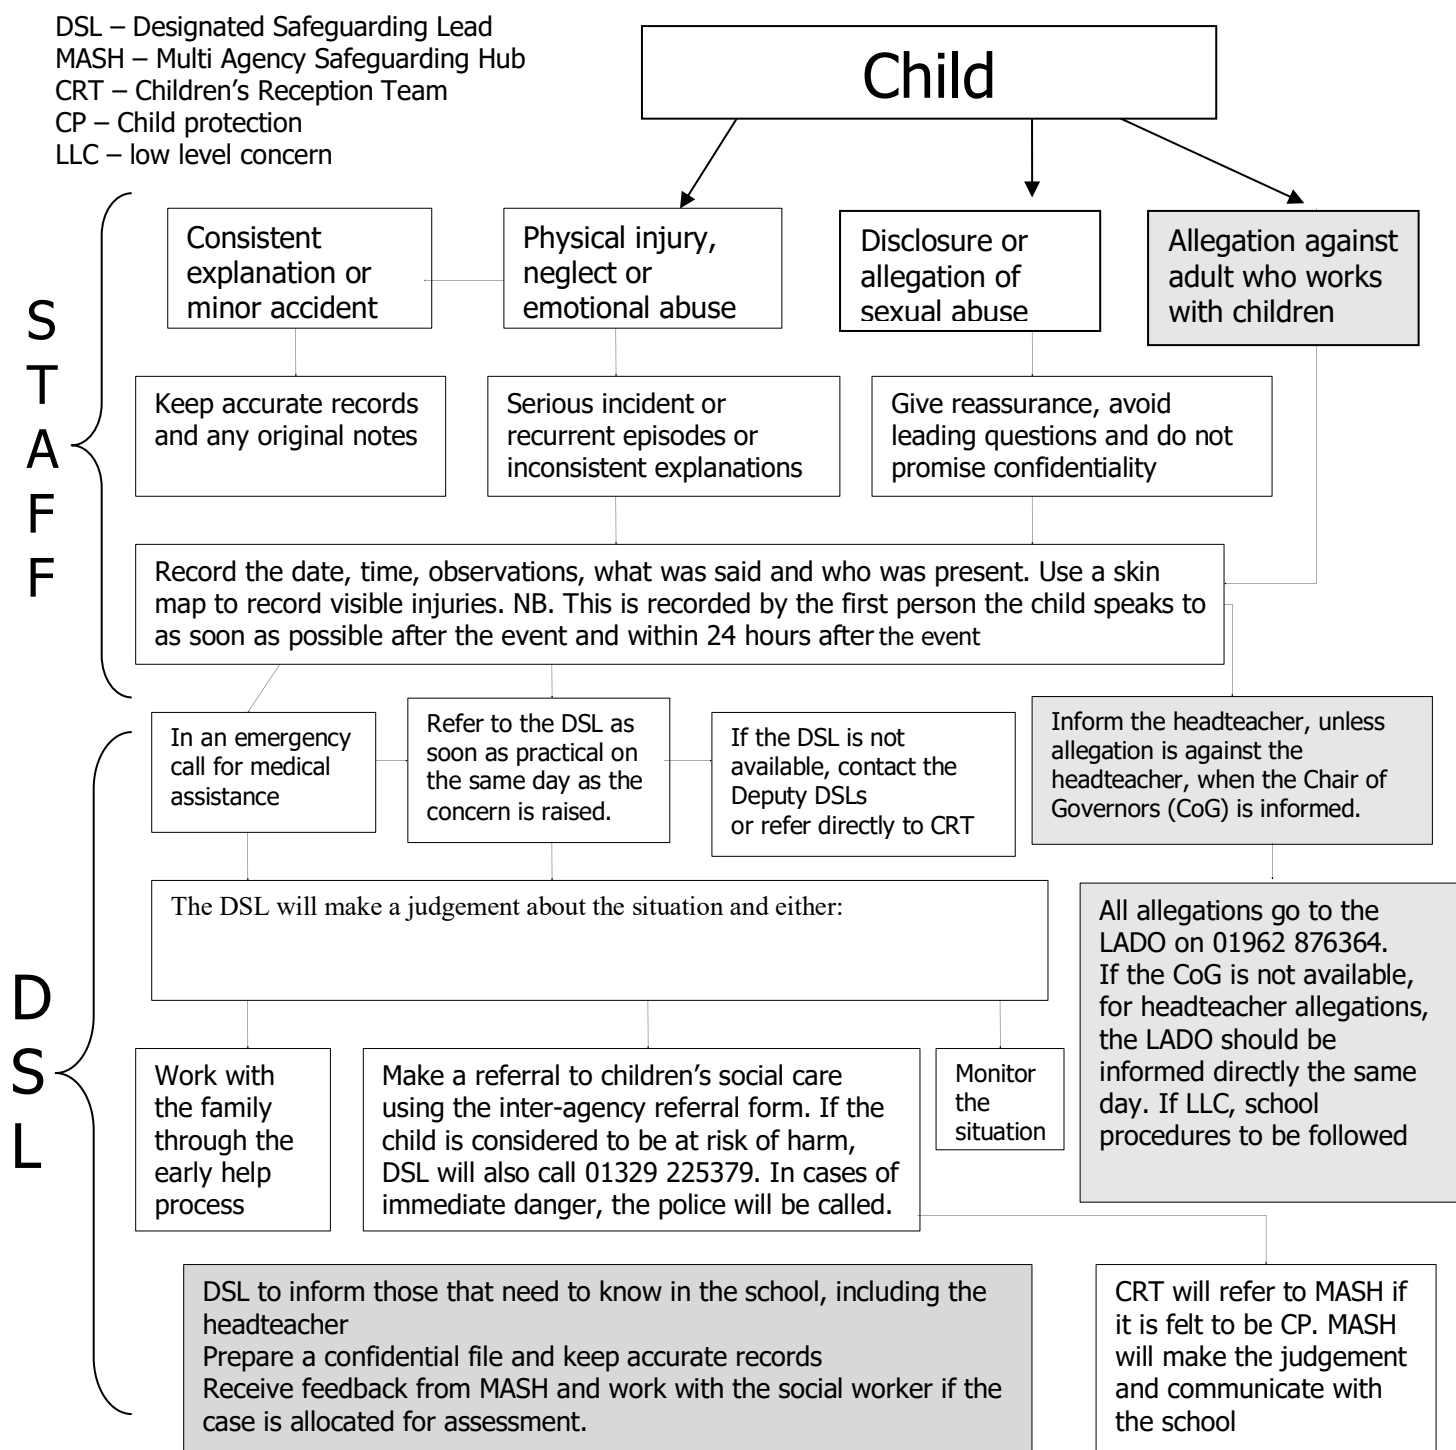 DSL – Designated Safeguarding Lead
MASH – Multi Agency Safeguarding Hub
CRT – Children's Reception Team
CP – Child protection
LLC – low level concern
Child
S
T
A
F
F
Consistent
explanation or
minor accident
Physical injury,
neglect or
emotional abuse
Disclosure or
allegation of
sexual abuse
Allegation against
adult who works
with children
Keep accurate records
and any original notes
Serious incident or
recurrent episodes or
inconsistent explanations
Give reassurance, avoid
leading questions and do not
promise confidentiality
Record the date, time, observations, what was said and who was present. Use a skin
map to record visible injuries. NB. This is recorded by the first person the child speaks to
as soon as possible after the event and within 24 hours after the event
D
S
L
In an emergency
call for medical
assistance
Refer to the DSL as
soon as practical on
the same day as the
concern is raised.
If the DSL is not
available, contact the
Deputy DSLs
or refer directly to CRT
Inform the headteacher, unless
allegation is against the
headteacher, when the Chair of
Governors (CoG) is informed.
The DSL will make a judgement about the situation and either:
All allegations go to the
LADO on 01962 876364.
If the CoG is not available,
for headteacher allegations,
the LADO should be
informed directly the same
day. If LLC, school
procedures to be followed
Work with
the family
through the
early help
process
Make a referral to children's social care
using the inter-agency referral form. If the
child is considered to be at risk of harm,
DSL will also call 01329 225379. In cases of
immediate danger, the police will be called.
Monitor
the
situation
DSL to inform those that need to know in the school, including the
headteacher
Prepare a confidential file and keep accurate records
Receive feedback from MASH and work with the social worker if the
case is allocated for assessment.
CRT will refer to MASH if
it is felt to be CP. MASH
will make the judgement
and communicate with
the school